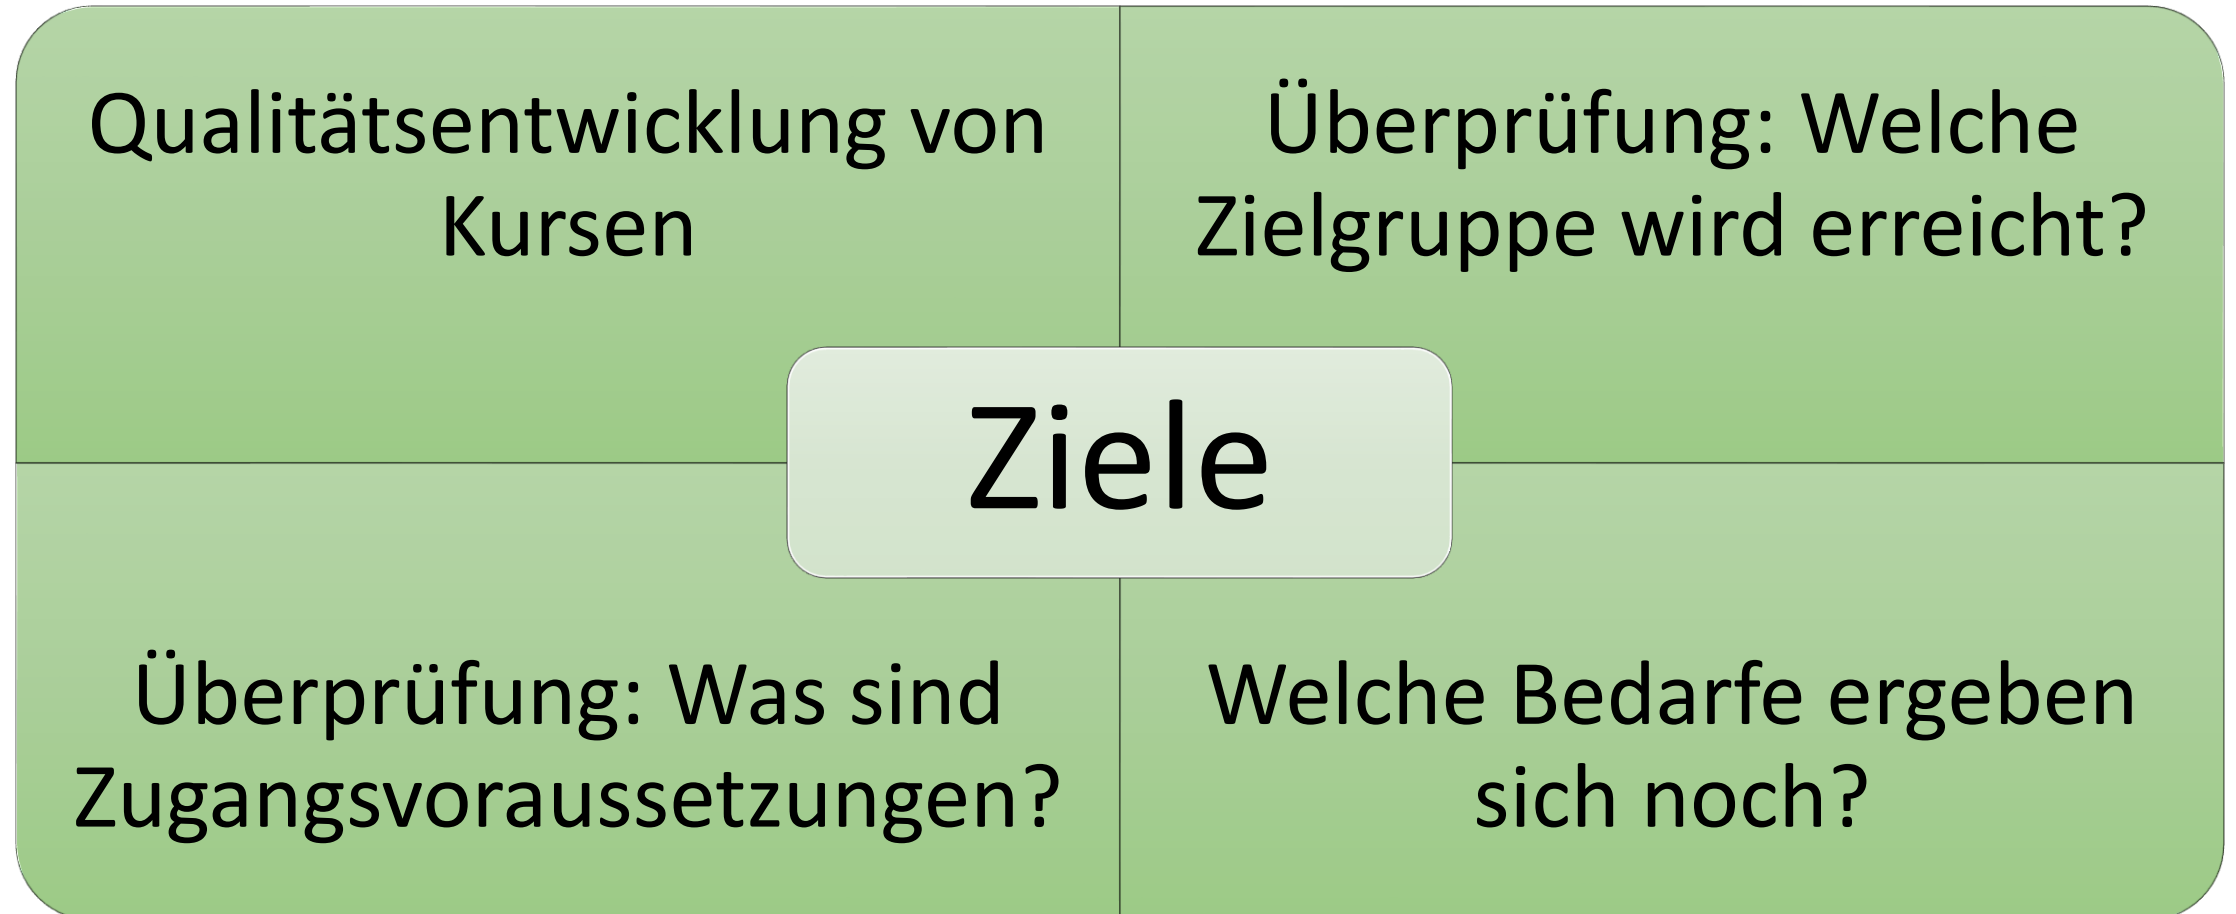 Qualitätsentwicklung von
Kursen
Überprüfung: Welche
Zielgruppe wird erreicht?
Ziele
Überprüfung: Was sind
Zugangsvoraussetzungen?
Welche Bedarfe ergeben
sich noch?